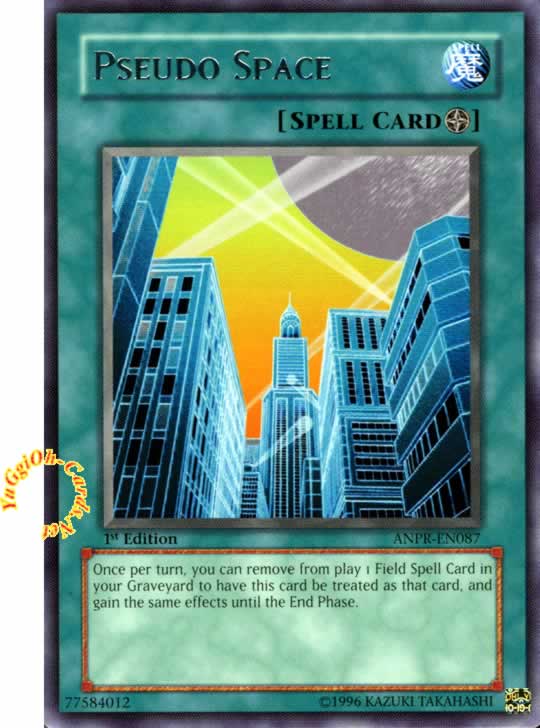 PSEUDO SPACE
魔
[SPELL CARD]
1st Edition
ANPR-EN087
Once per turn, you can remove from play 1 Field Spell Card in
your Graveyard to have this card be treated as that card, and
gain the same effects until the End Phase.
77584012
©1996 KAZUKI TAKAHASHI
YuGgiOh-Cards.Net